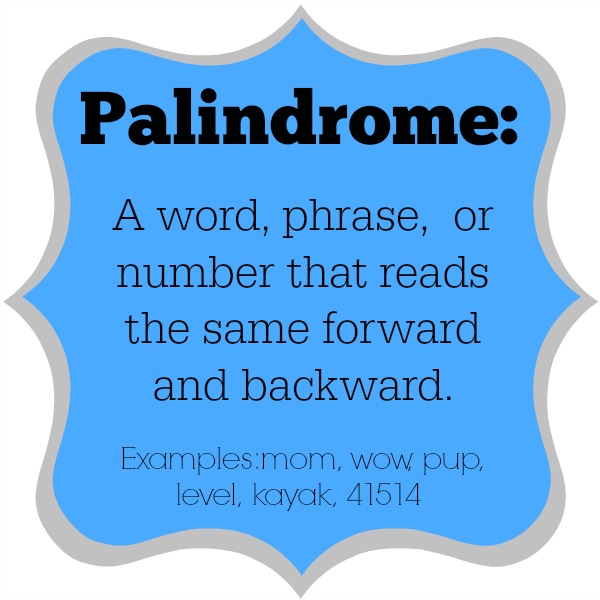 Palindrome:
A word, phrase,  or
number that reads
the same forward
and backward.
Examples:mom, wow, pup,
level, kayak, 41514